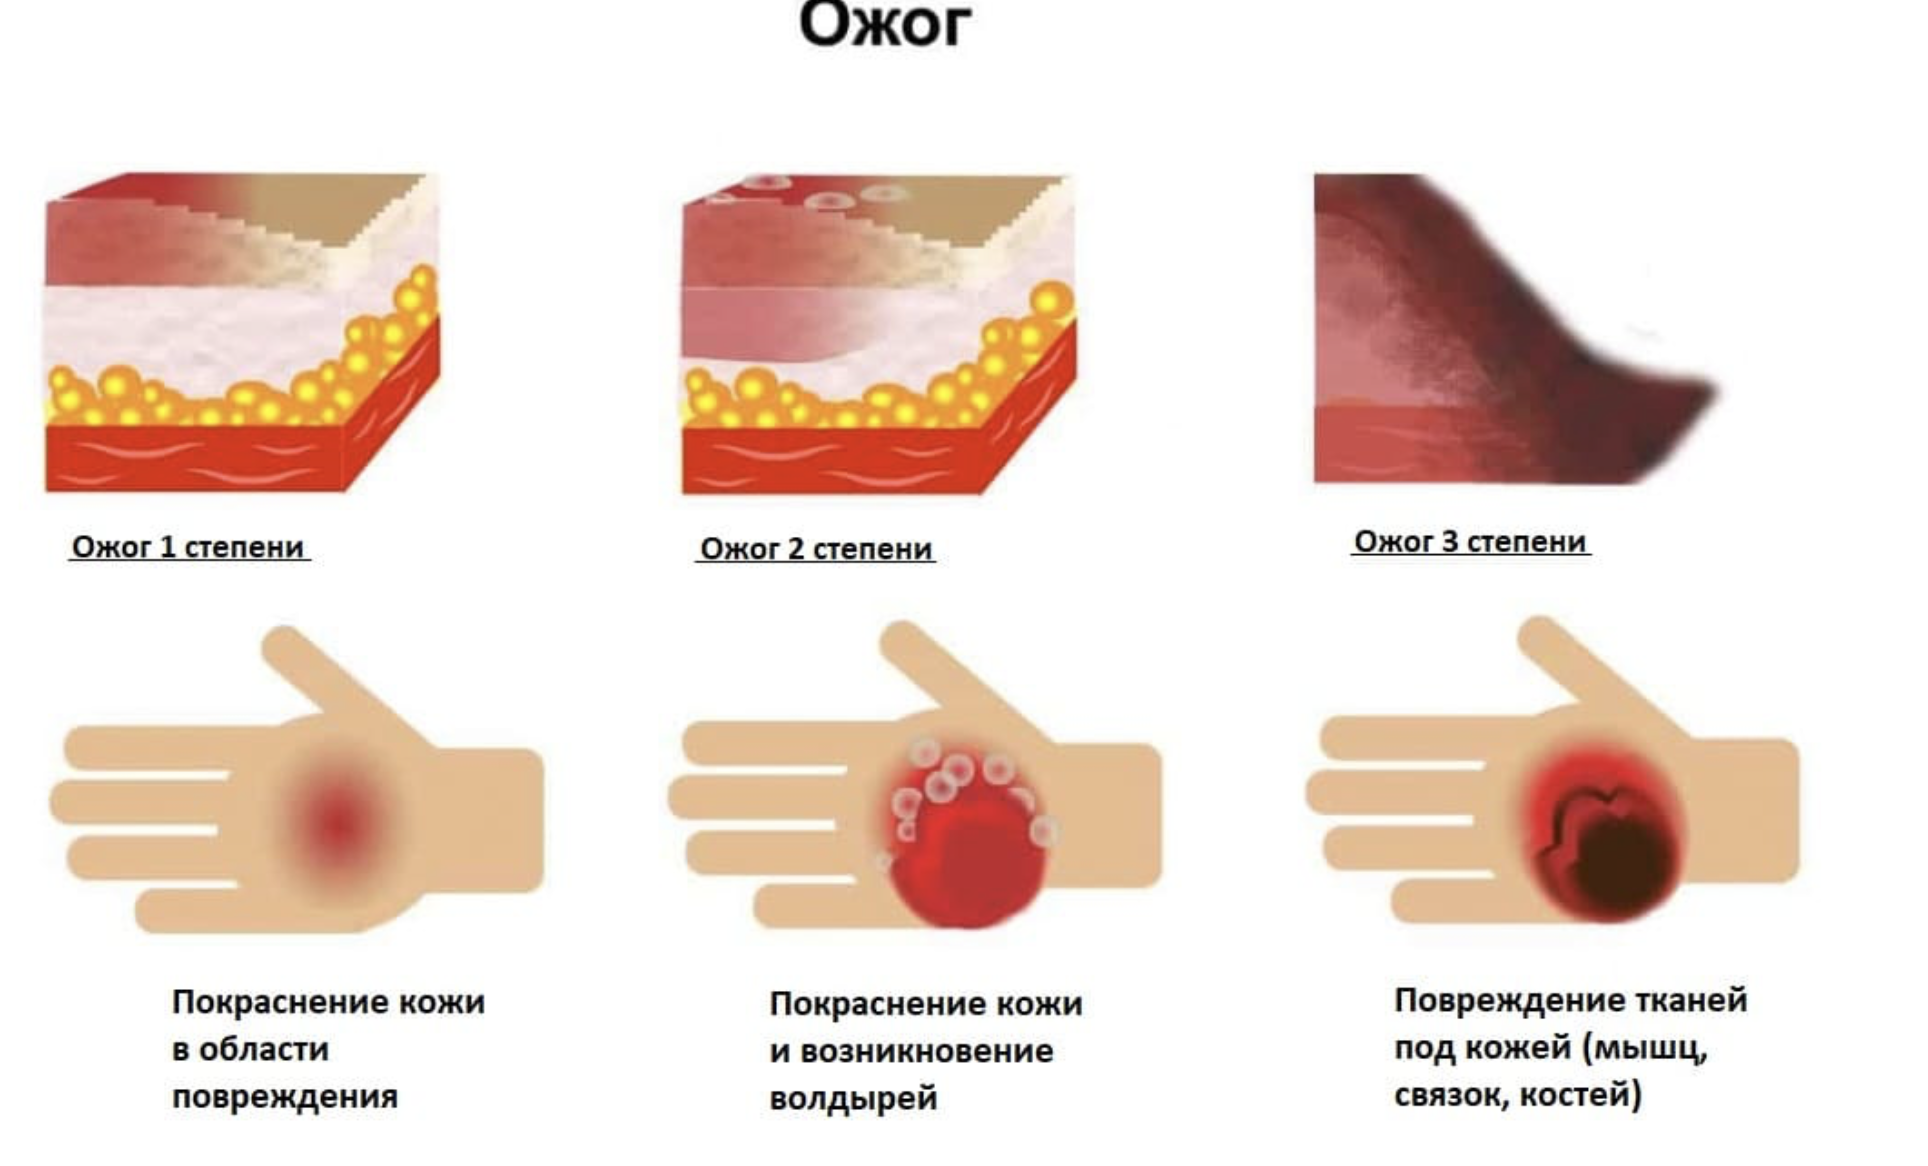 Ожог
Ожог 1 степени
Ожог 2 степени
Ожог 3 степени
Покраснение кожи
в области
повреждения
Покраснение кожи
и возникновение
волдырей
Повреждение тканей
под кожей (мышц,
связок, костей)